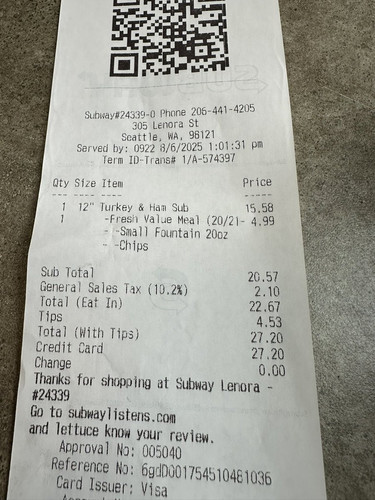 Subway#24339-0 Phone 206-441-4205
305 Lenora St
Seattle, WA, 98121
Served by: 0922 8/6/2025 1:01:31 pm
Term ID-Trans# 1/A-574397
Qty Size Item Price
1 12" Turkey & Ham Sub 15.58
1 -Fresh Value Meal (20/21- 4.99
- -Small Fountain 20oz
- -Chips
Sub Total 20.57
General Sales Tax (10.2%) 2.10
Total (Eat In) 22.67
Tips 4.53
Total (With Tips) 27.20
Credit Card 27.20
Change 0.00
Thanks for shopping at Subway Lenora -
#24339
Go to subwaylistens.com
and lettuce know your review.
Approval No: 005040
Reference No: 6gdD001754510481036
Card Issuer: Visa